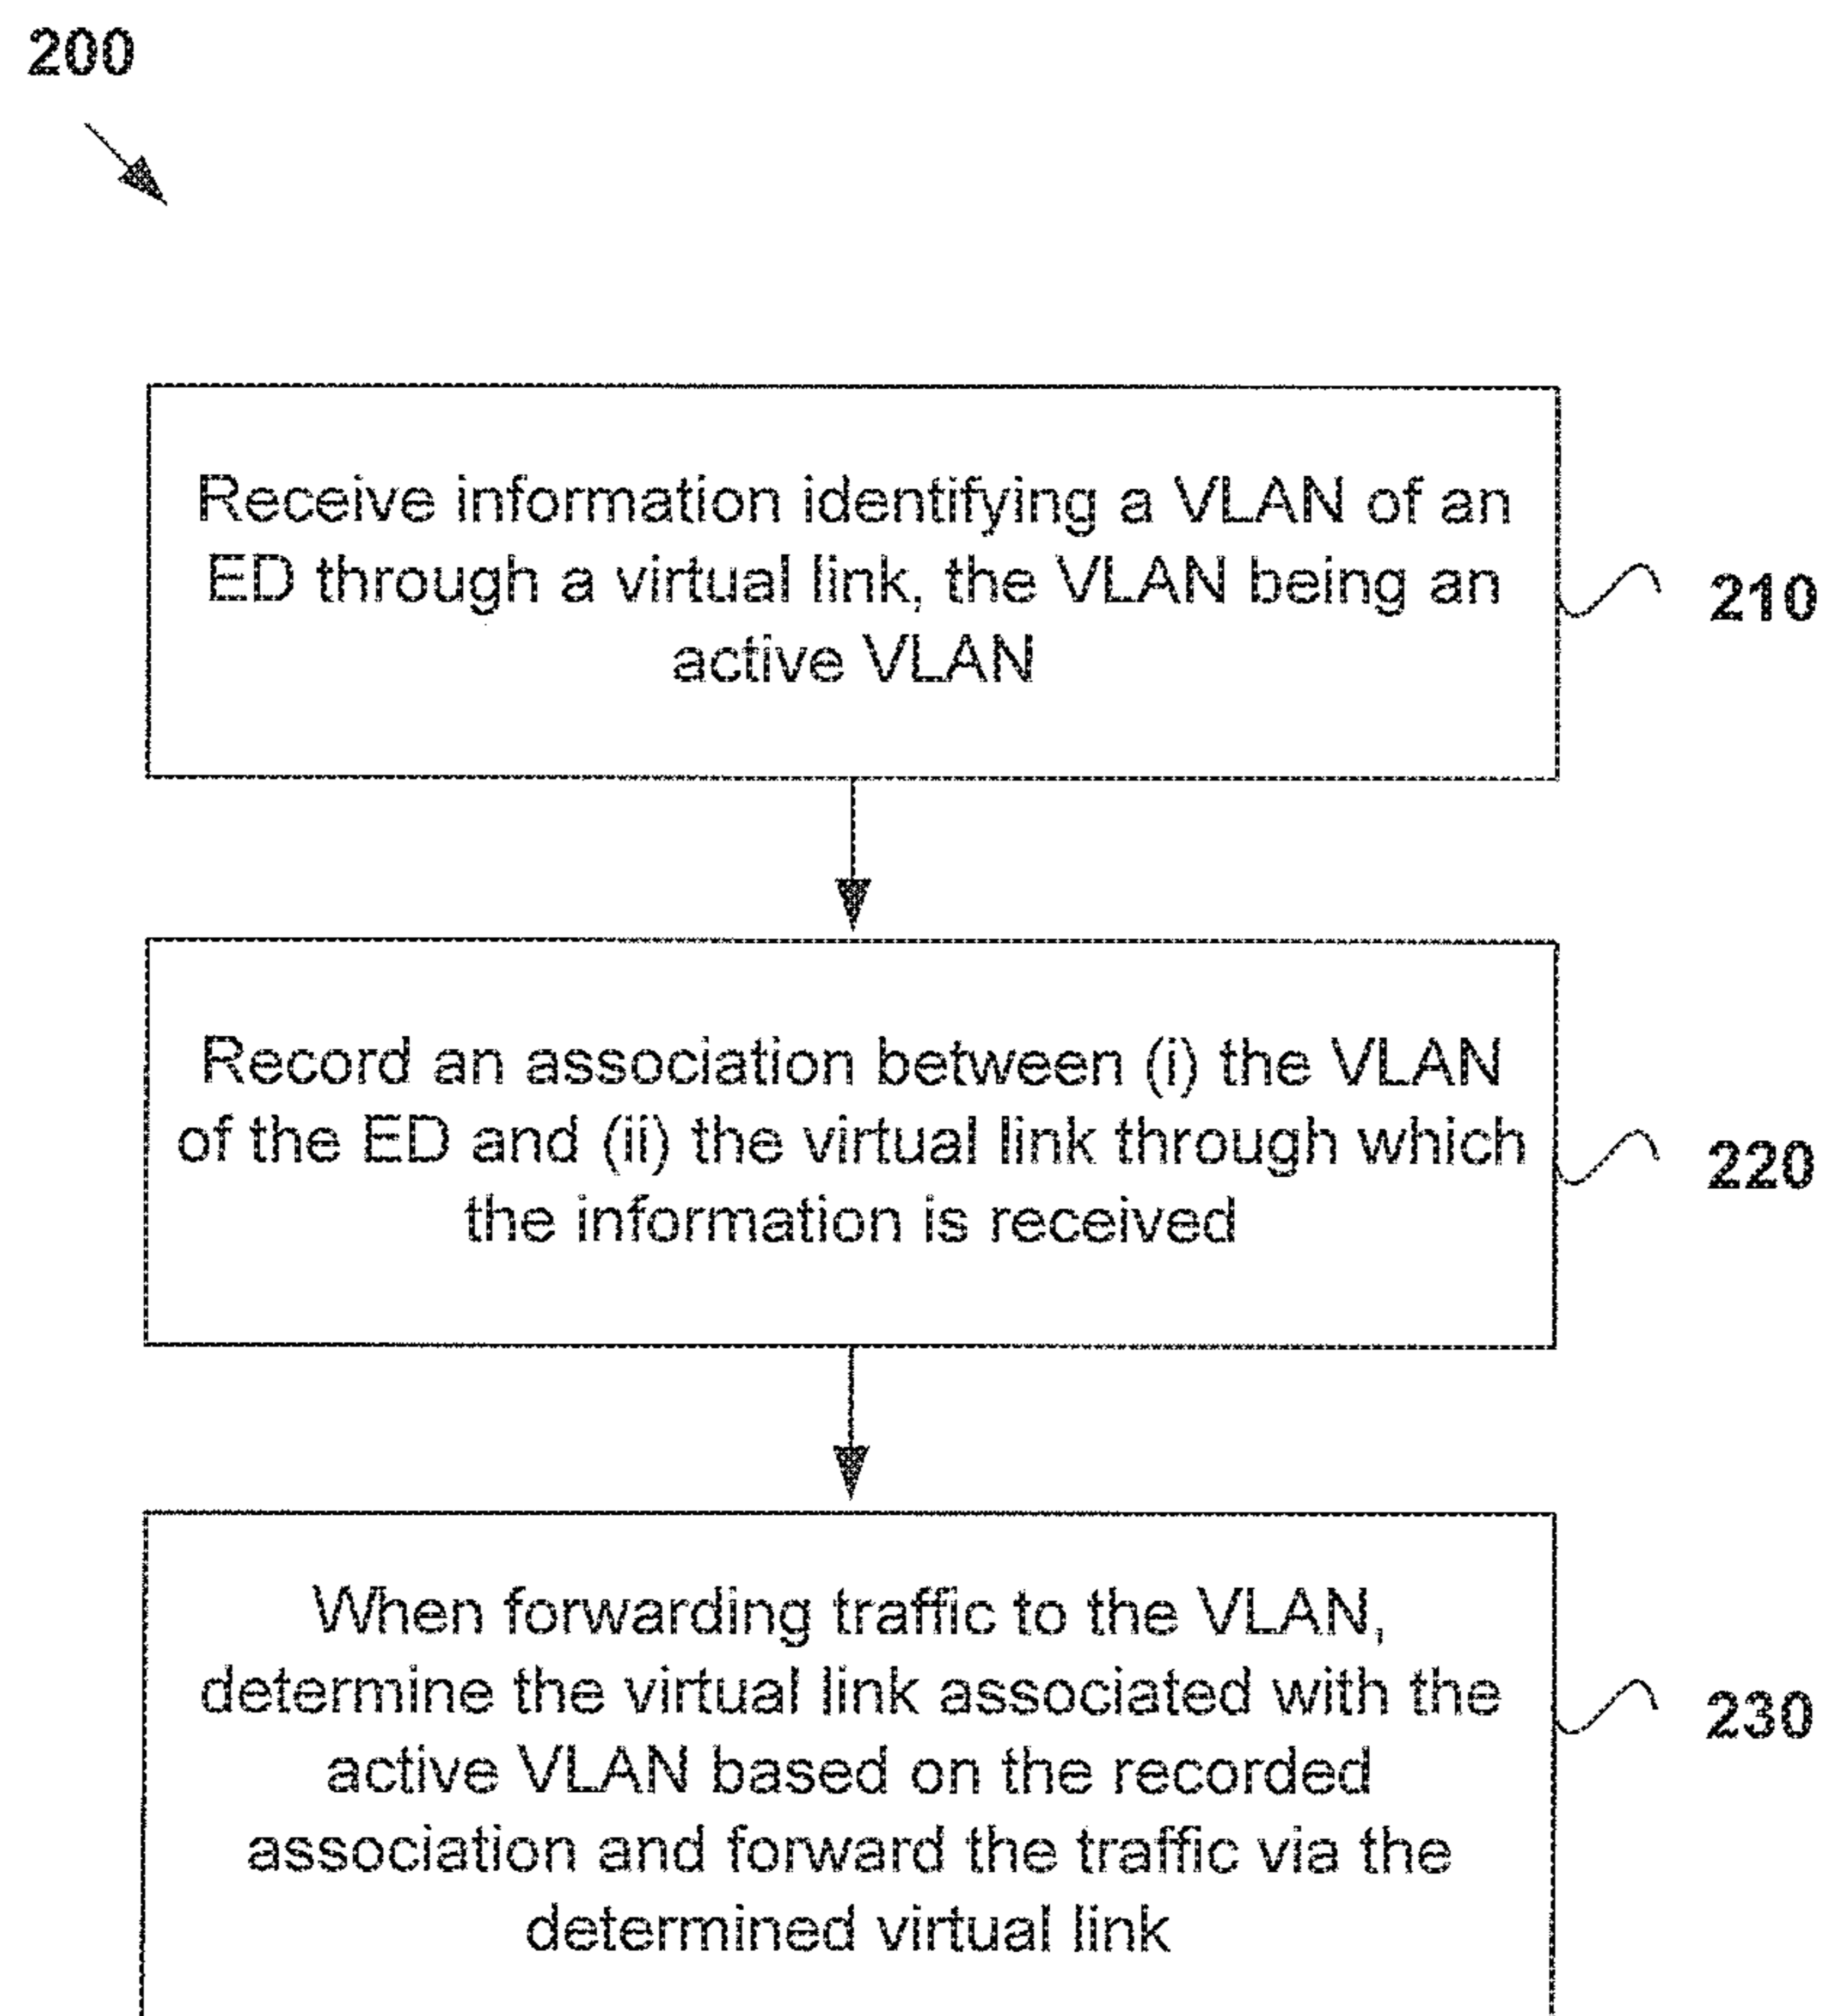 200
Receive information identifying a VLAN of an
ED through a virtual link, the VLAN being an
active VLAN
210
Record an association between (i) the VLAN
of the ED and (ii) the virtual link through which
the information is received
220
When forwarding traffic to the VLAN,
determine the virtual link associated with the
active VLAN based on the recorded
association and forward the traffic via the
determined virtual link
230